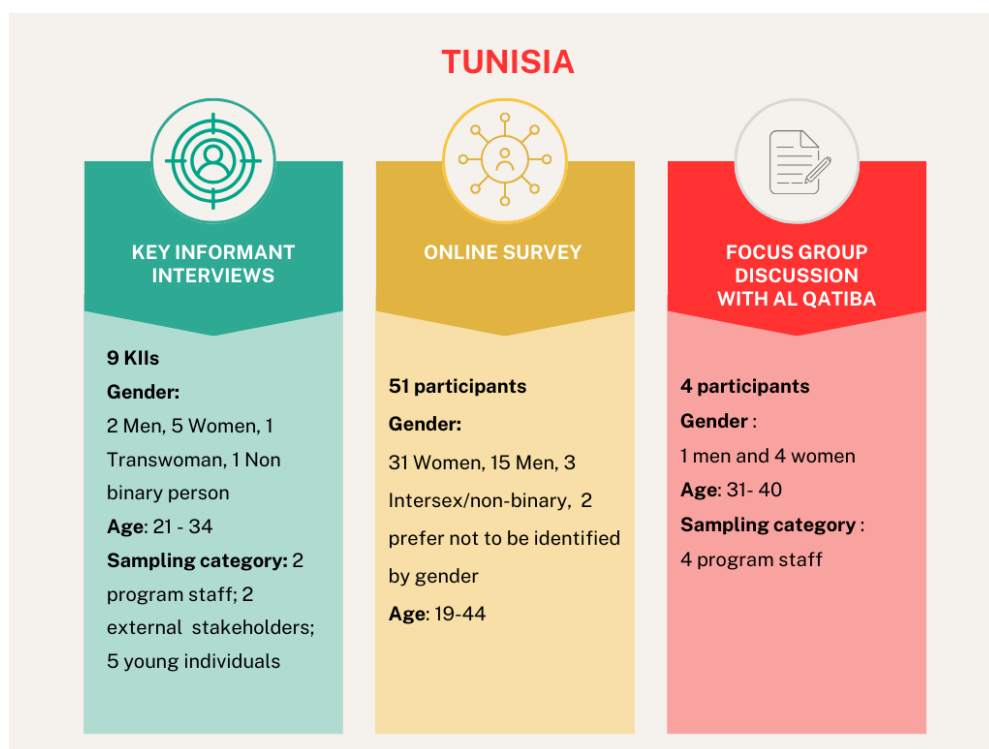 TUNISIA
KEY INFORMANT
INTERVIEWS
9 KIIs
Gender:
2 Men, 5 Women, 1
Transwoman, 1 Non
binary person
Age: 21 - 34
Sampling category: 2
program staff; 2
external stakeholders;
5 young individuals
ONLINE SURVEY
51 participants
Gender:
31 Women, 15 Men, 3
Intersex/non-binary, 2
prefer not to be identified
by gender
Age: 19-44
FOCUS GROUP
DISCUSSION
WITH AL QATIBA
4 participants
Gender :
1 men and 4 women
Age: 31- 40
Sampling category :
4 program staff